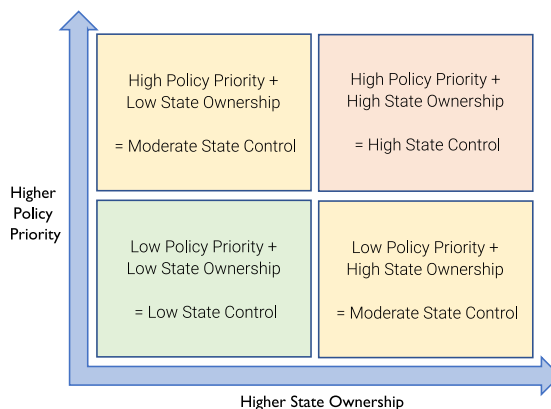 High Policy Priority +
Low State Ownership
= Moderate State Control
High Policy Priority +
High State Ownership
= High State Control
Higher
Policy
Priority
Low Policy Priority +
Low State Ownership
= Low State Control
Low Policy Priority +
High State Ownership
= Moderate State Control
Higher State Ownership